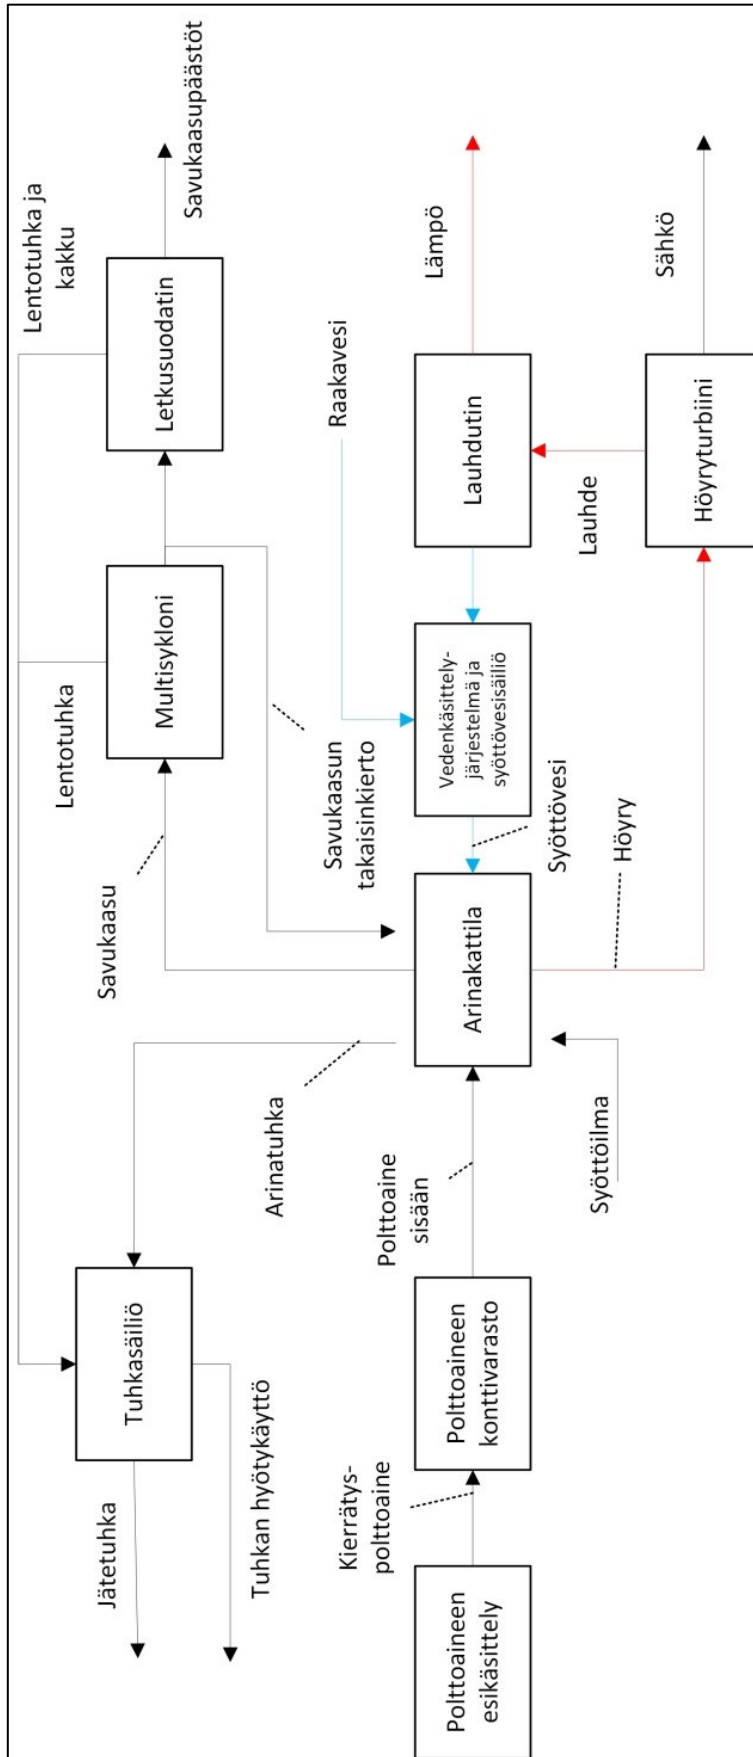 Lentotuhka ja
kakku
Savukaasupäästöt
Letkusuodatin
Lentotuhka
Multisykloni
Savukaasu
Savukaasun
takaisinkierto
Raakavesi
Arinatuhka
Tuhkasäiliö
Jätetuhka
Tuhkan hyötykäyttö
Kierrätys-
polttoaine
Polttoaineen
esikäsittely
Polttoaineen
konttivarasto
Polttoaine
sisään
Syöttöilma
Arinakattila
Syöttövesi
Höyry
Vedenkäsittely-
järjestelmä ja
syöttövesisäiliö
Lauhdutin
Lauhde
Lämpö
Höyryturbiini
Sähkö